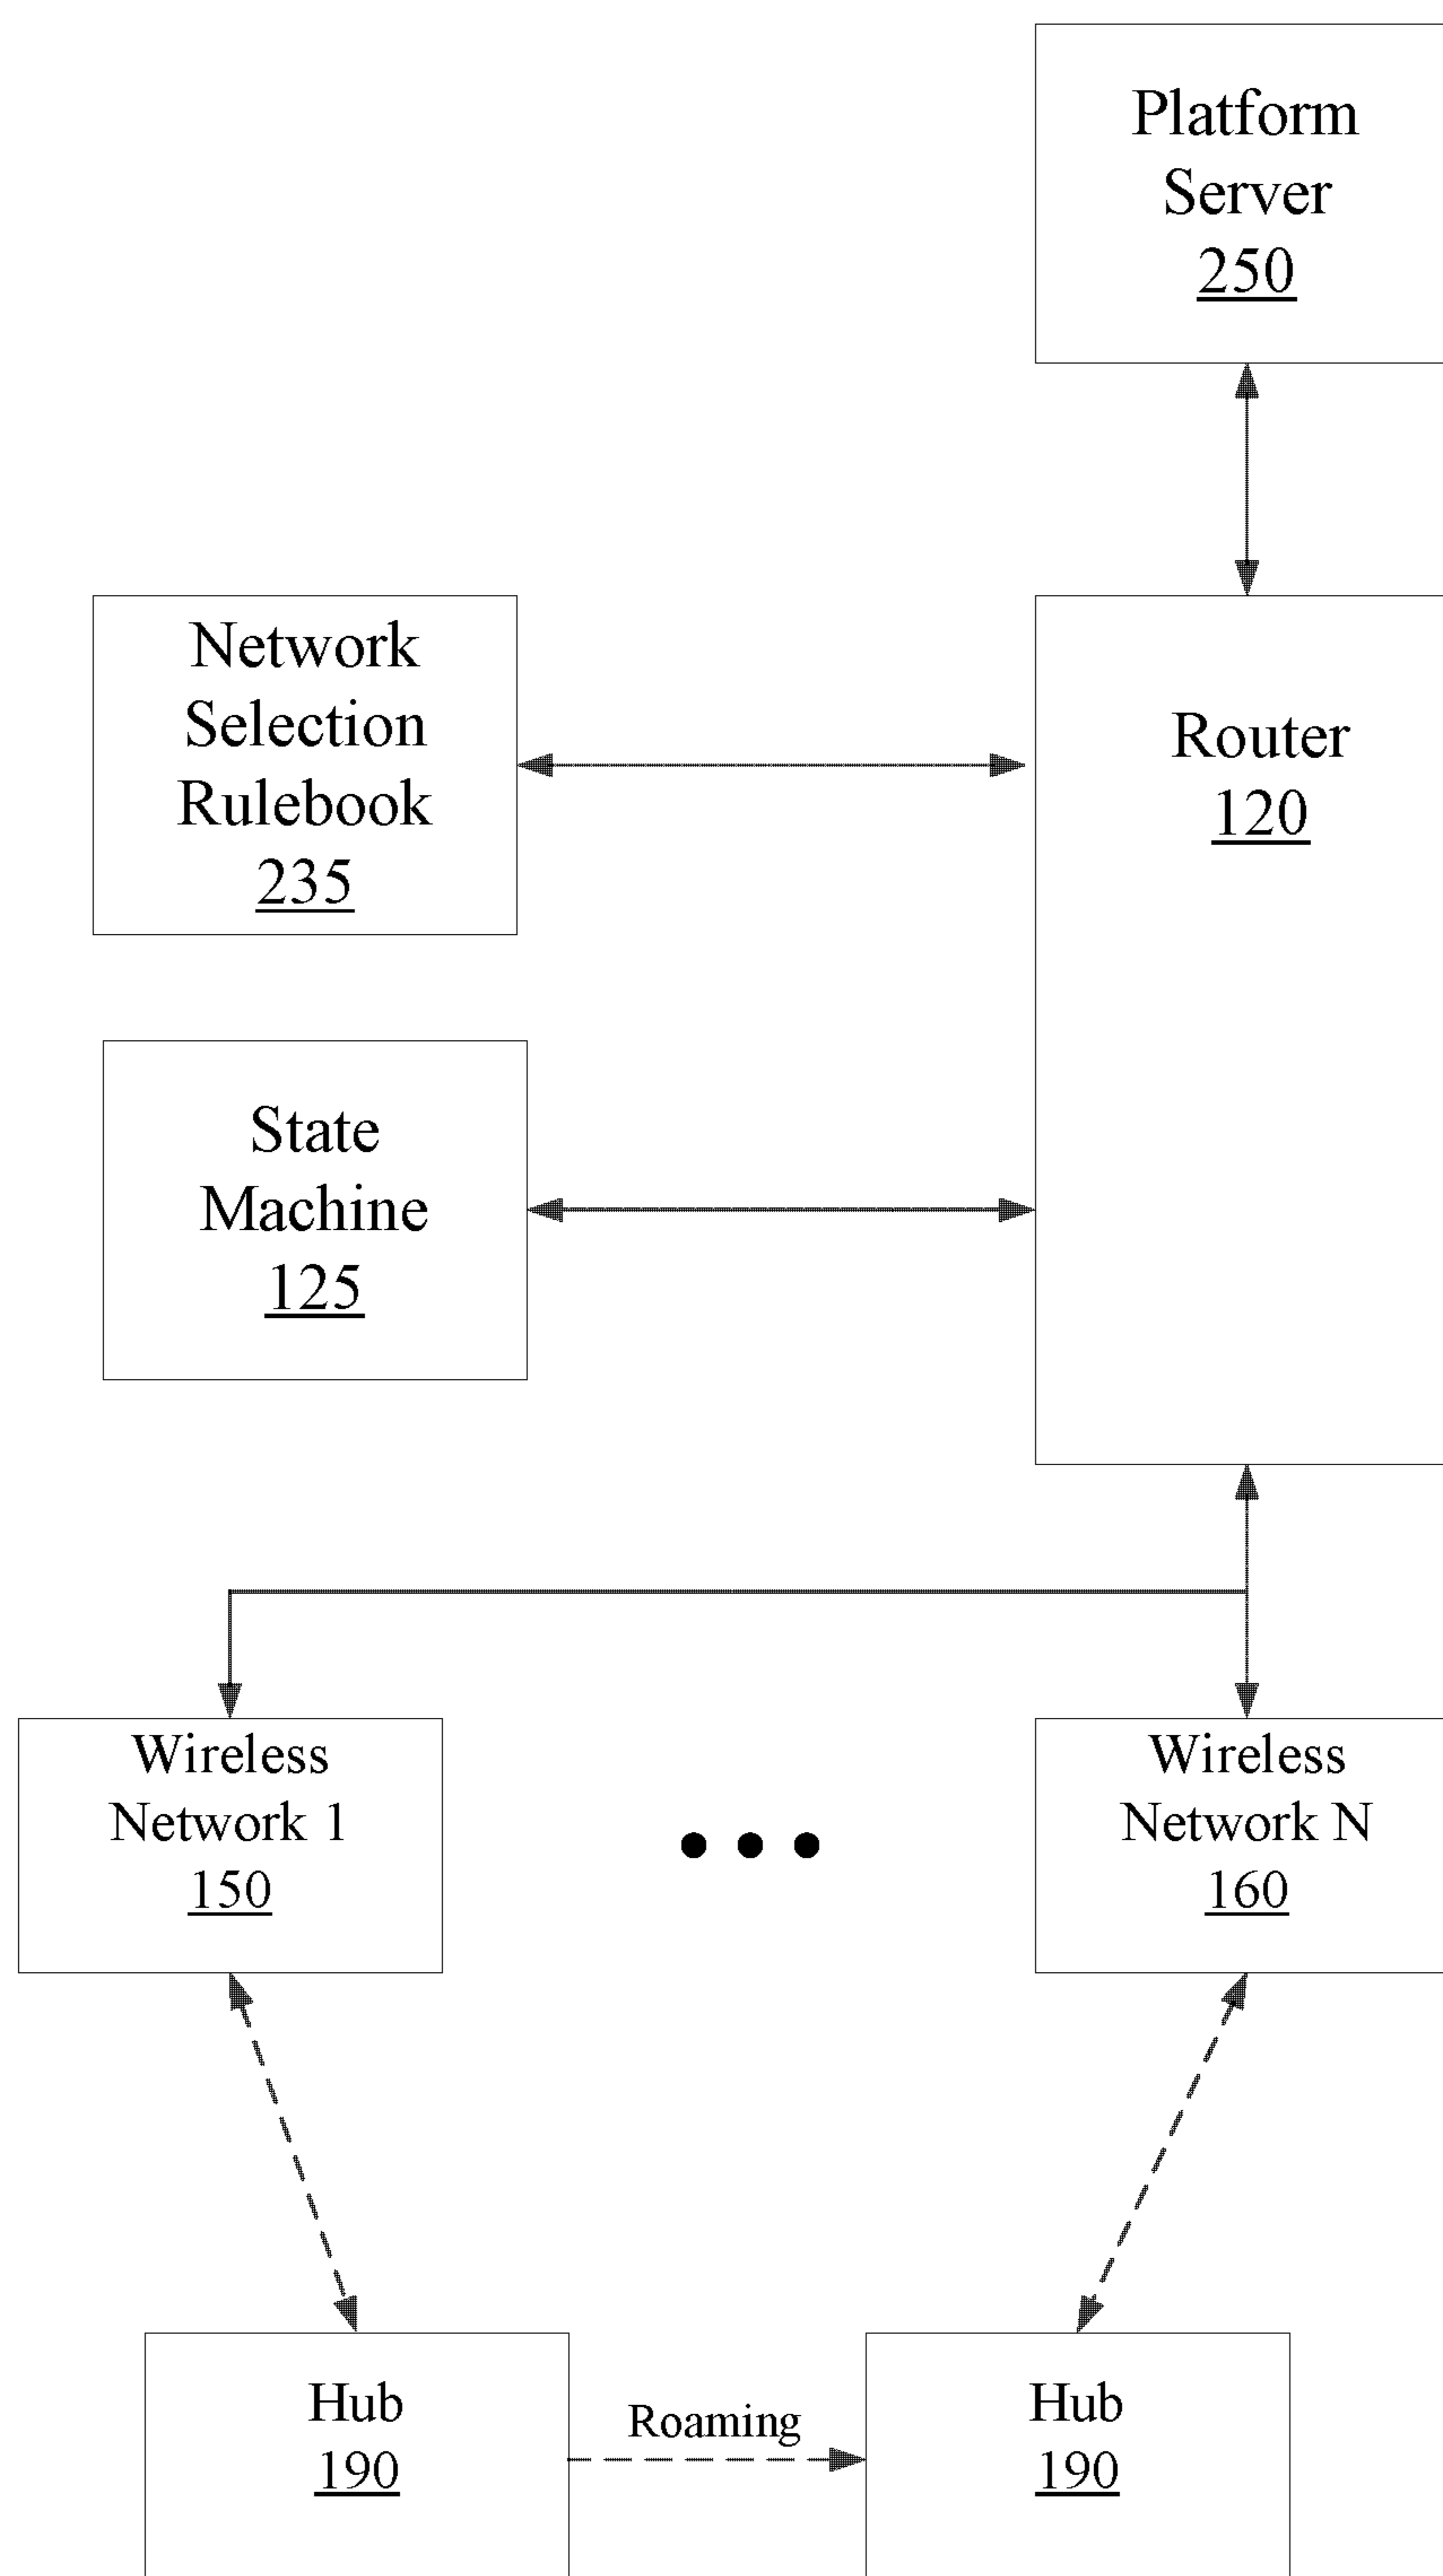 Platform
Server
250
Network
Selection
Rulebook
235
Router
120
State
Machine
125
Wireless
Network 1
150
Wireless
Network N
160
Hub
190
Roaming
Hub
190